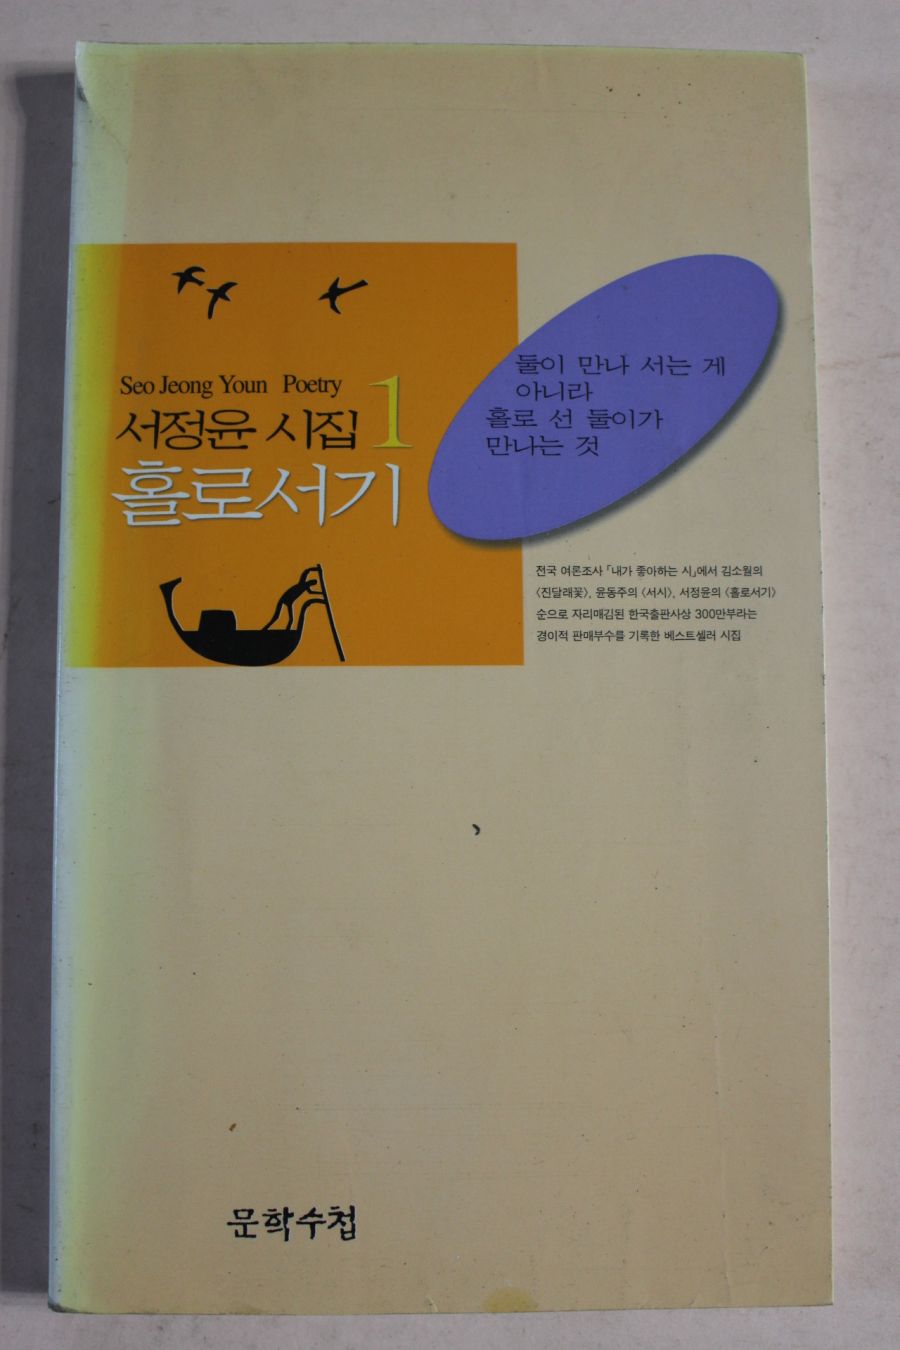 Seo Jeong Youn Poetry
서정윤 시집 1
홀로서기
둘이 만나 서는 게
아니라
홀로 선 둘이가
만나는 것
전국 여론조사 「내가 좋아하는 시」에서 김소월의
〈진달래꽃〉, 윤동주의 〈서시〉, 서정윤의 〈홀로서기〉
순으로 자리매김된 한국출판사상 300만부라는
경이적 판매부수를 기록한 베스트셀러 시집
문학수첩